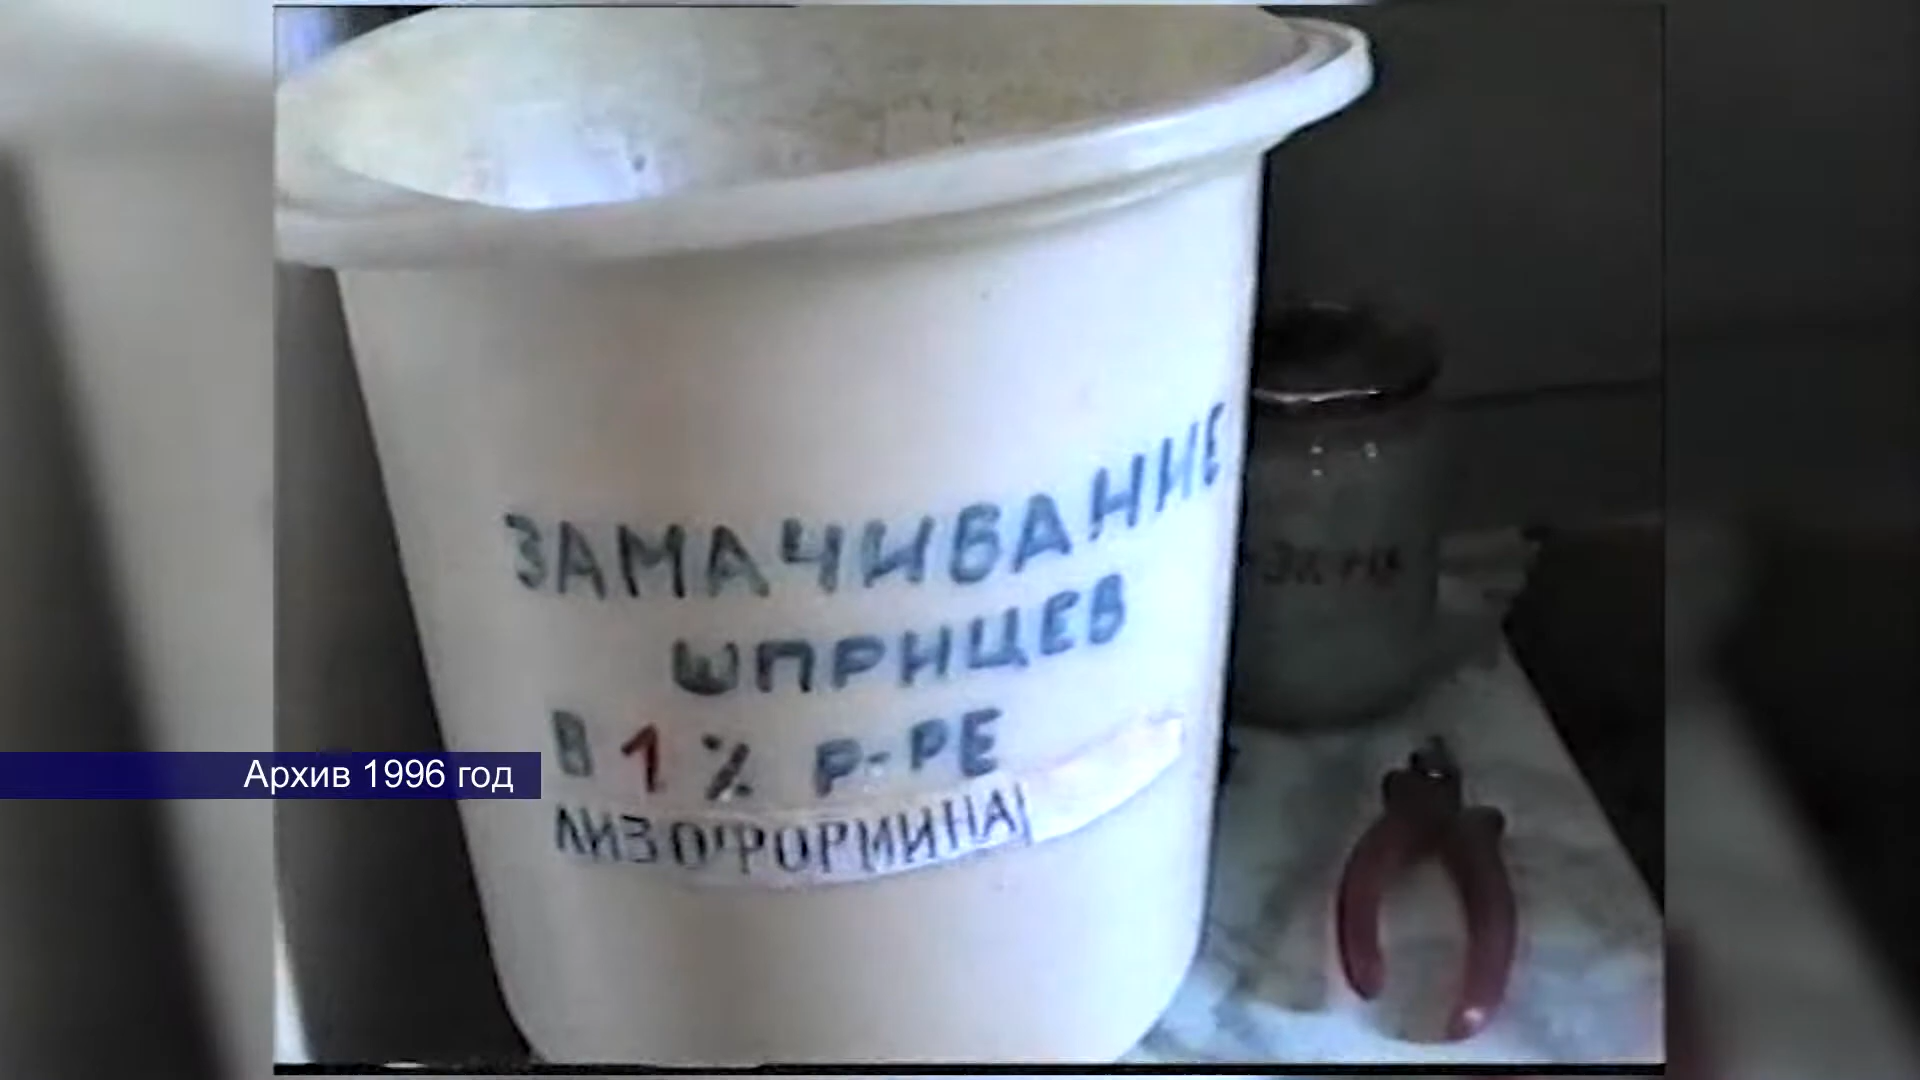 ЗАМАЧИВАНИЕ
ШПРИЦЕВ
В 1% Р-РЕ
ЛИЗОФОРМИНА
Архив 1996 год